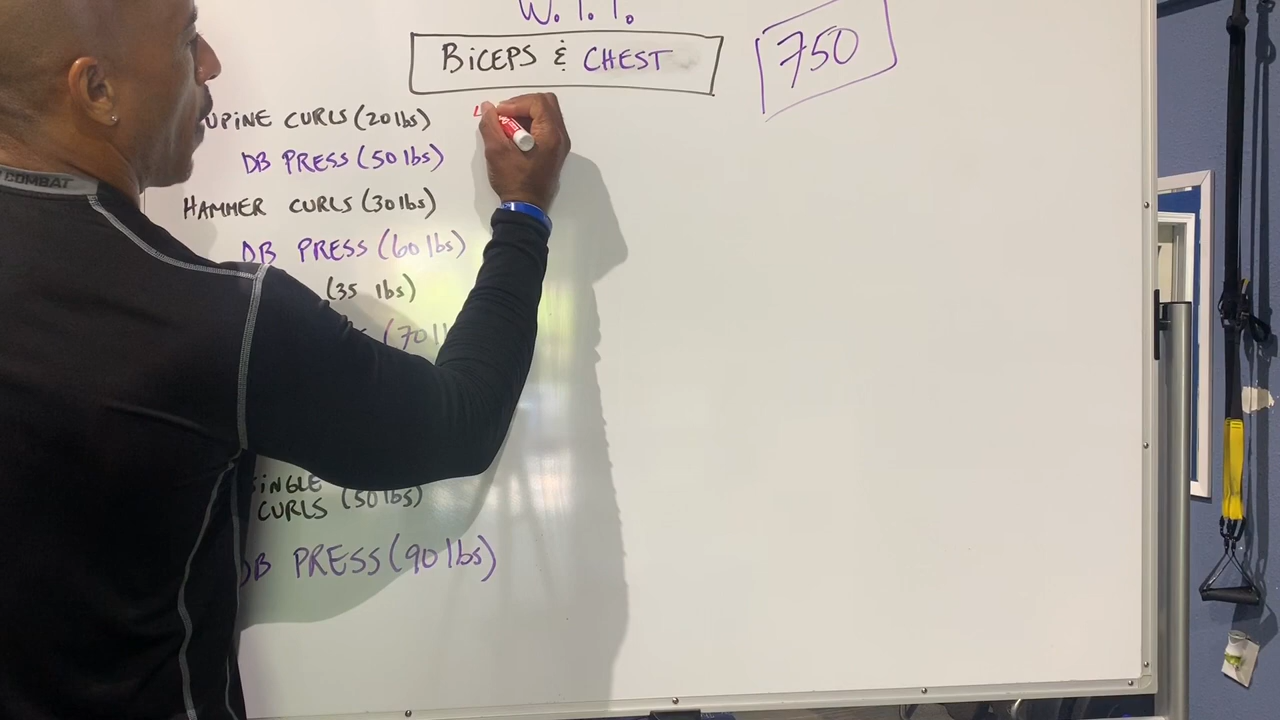 W. I. T.
BiCEPS & CHEST
750
UPiNE CURLS (20 lbs)
DB PRESS (50 lbs)
HAMMER CURLS (30 lbs)
DB PRESS (60 lbs)
(35 lbs)
(70 l
SiNGLE
CURLS (50 lbs)
DB PRESS (90 lbs)
COMBAT